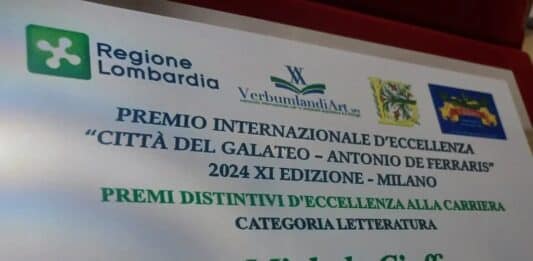 Regione
Lombardia
VerbumlandiArt
PREMIO INTERNAZIONALE D'ECCELLENZA
“CITTÀ DEL GALATEO – ANTONIO DE FERRARIS”
2024 XI EDIZIONE - MILANO
PREMI DISTINTIVI D'ECCELLENZA ALLA CARRIERA
CATEGORIA LETTERATURA